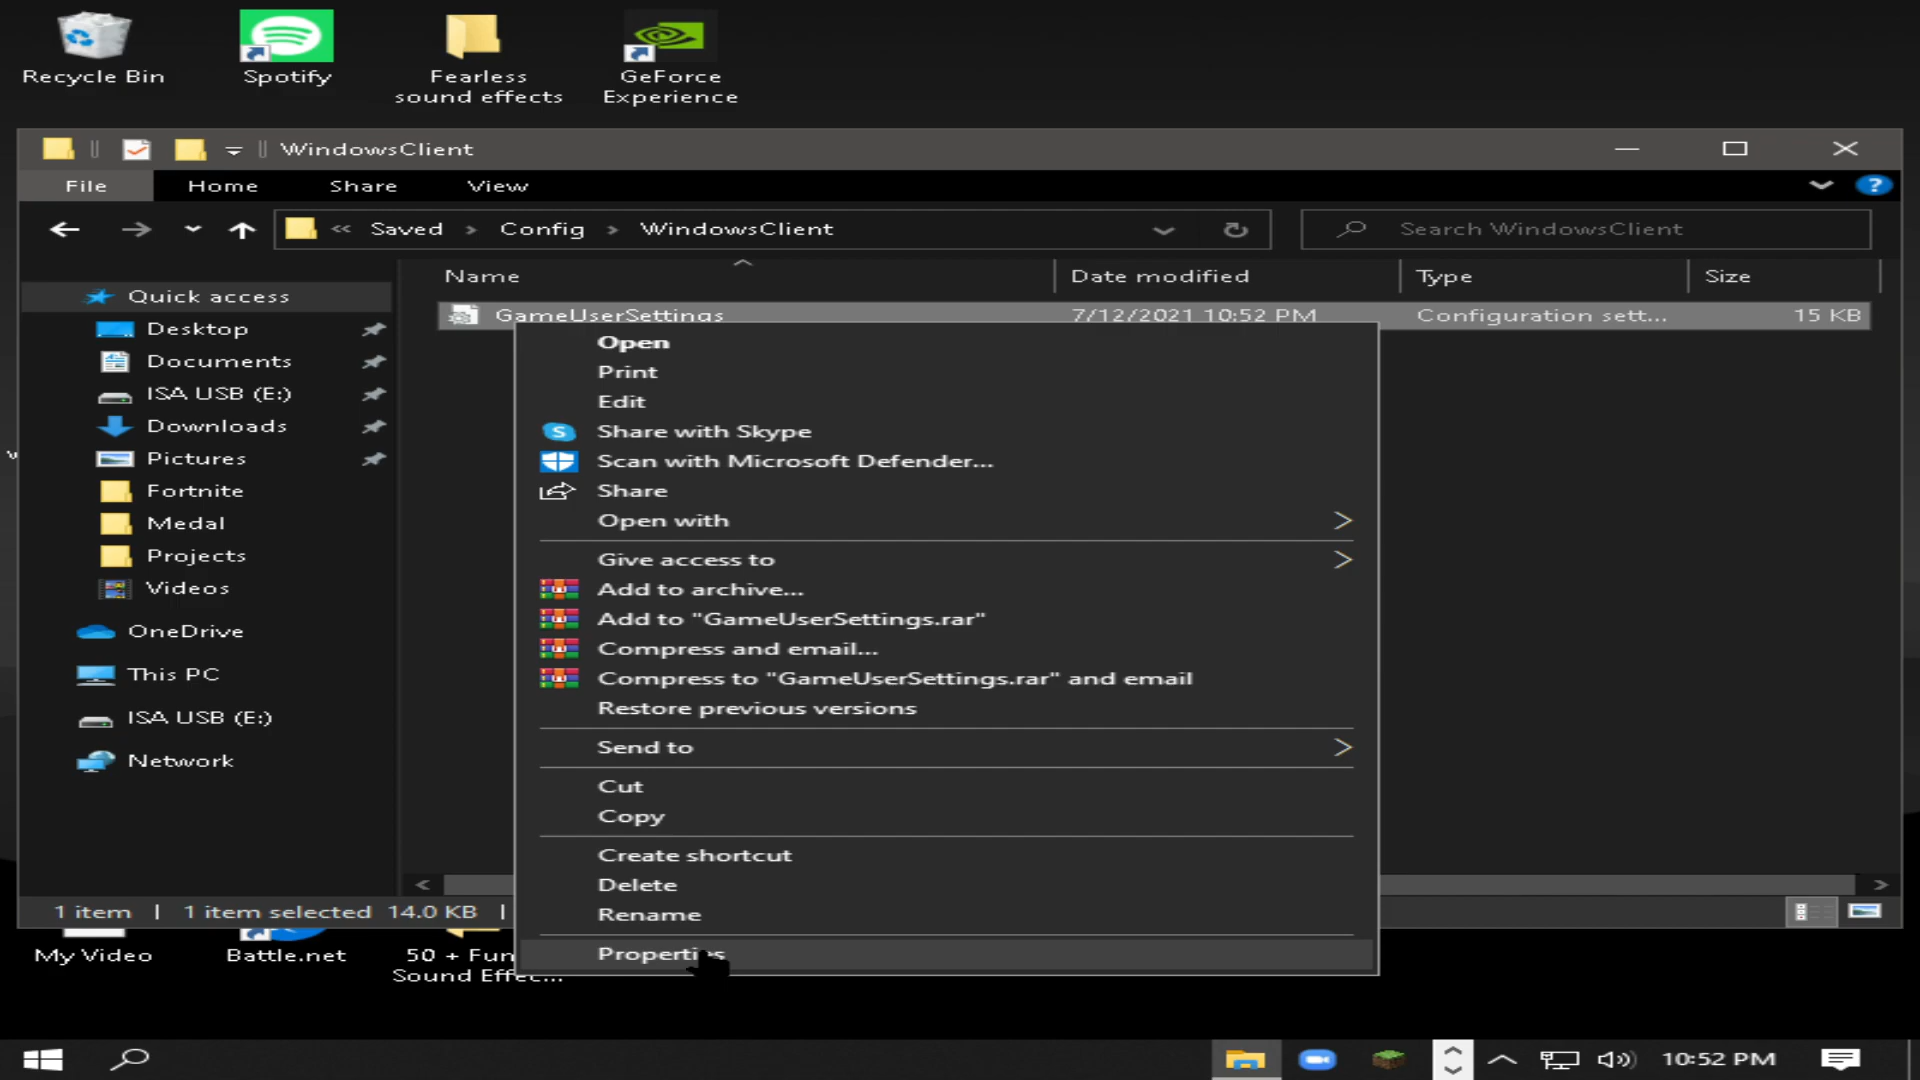 Recycle Bin
Spotify
Fearless
sound effects
GeForce
Experience
WindowsClient
File
Home
Share
View
?
« Saved > Config > WindowsClient
Search WindowsClient
Name
Date modified
Type
Size
GameUserSettings
7/12/2021 10:52 PM
Configuration sett...
15 KB
Quick access
Desktop
Documents
ISA USB (E:)
Downloads
Pictures
Fortnite
Medal
Projects
Videos
OneDrive
This PC
ISA USB (E:)
Network
Open
Print
Edit
Share with Skype
Scan with Microsoft Defender...
Share
Open with
Give access to
Add to archive...
Add to "GameUserSettings.rar"
Compress and email...
Compress to "GameUserSettings.rar" and email
Restore previous versions
Send to
Cut
Copy
Create shortcut
Delete
Rename
Properties
1 item
1 item selected 14.0 KB
My Video
Battle.net
50 + Fun
Sound Effec...
10:52 PM